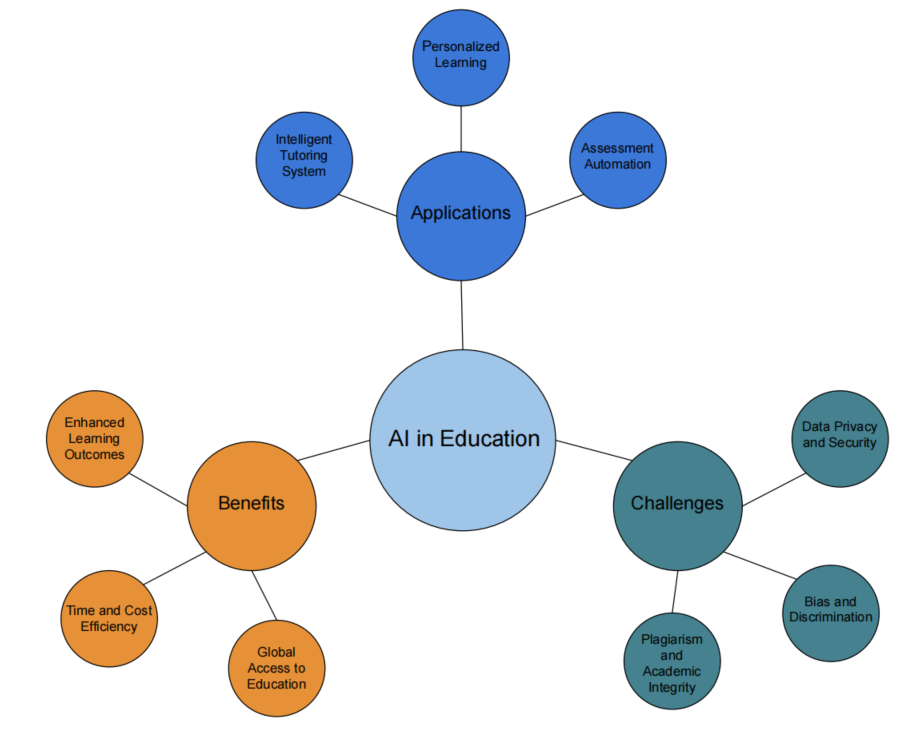 Personalized
Learning
Intelligent
Tutoring
System
Assessment
Automation
Applications
AI in Education
Enhanced
Learning
Outcomes
Benefits
Time and Cost
Efficiency
Global
Access to
Education
Data Privacy
and Security
Challenges
Bias and
Discrimination
Plagiarism
and
Academic
Integrity